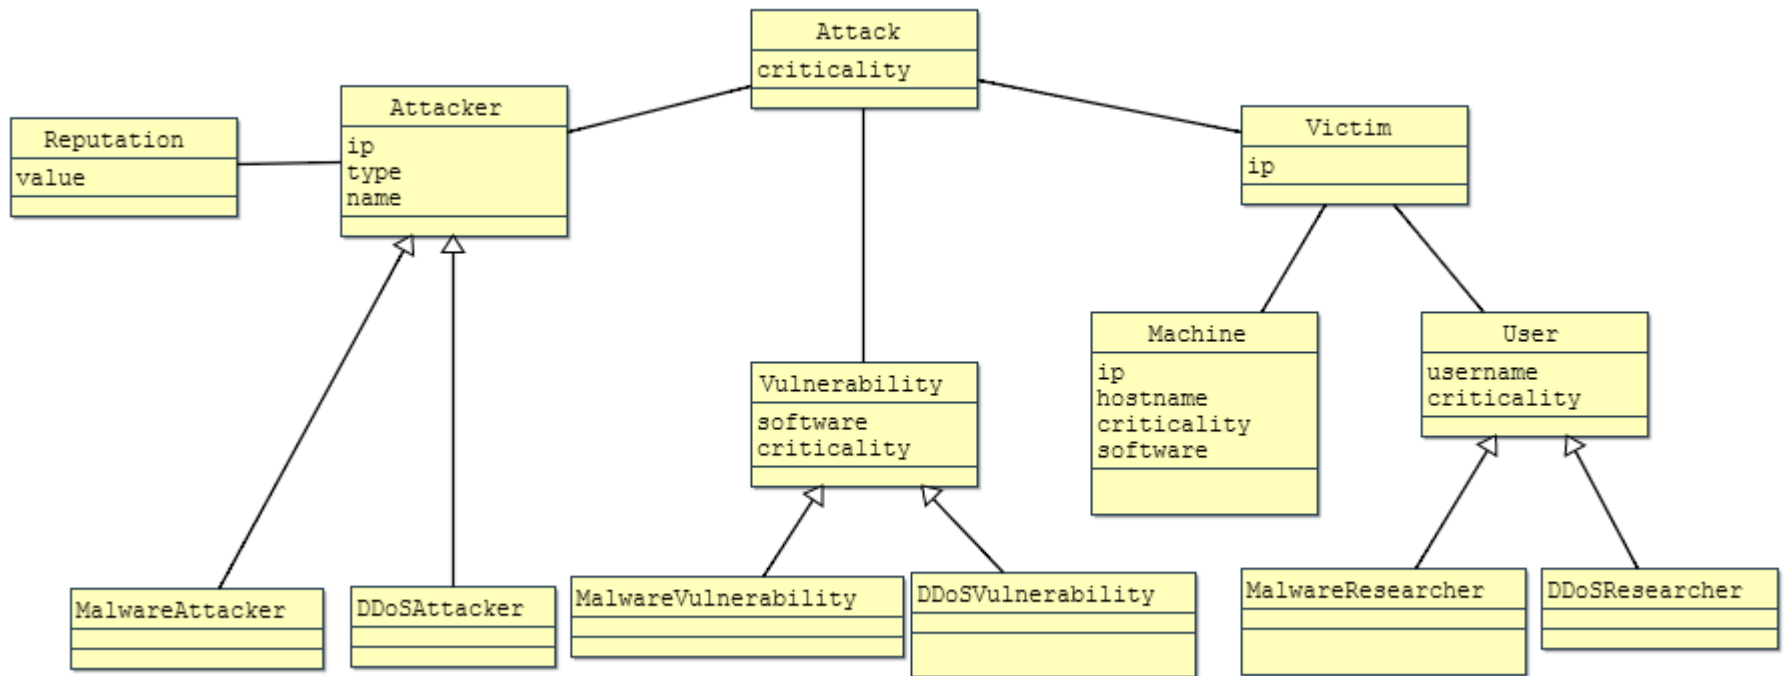 Attack
criticality
Attacker
ip
type
name
Reputation
value
Victim
ip
Machine
ip
hostname
criticality
software
User
username
criticality
Vulnerability
software
criticality
MalwareAttacker
DDoSAttacker
MalwareVulnerability
DDoSVulnerability
MalwareResearcher
DDoSResearcher